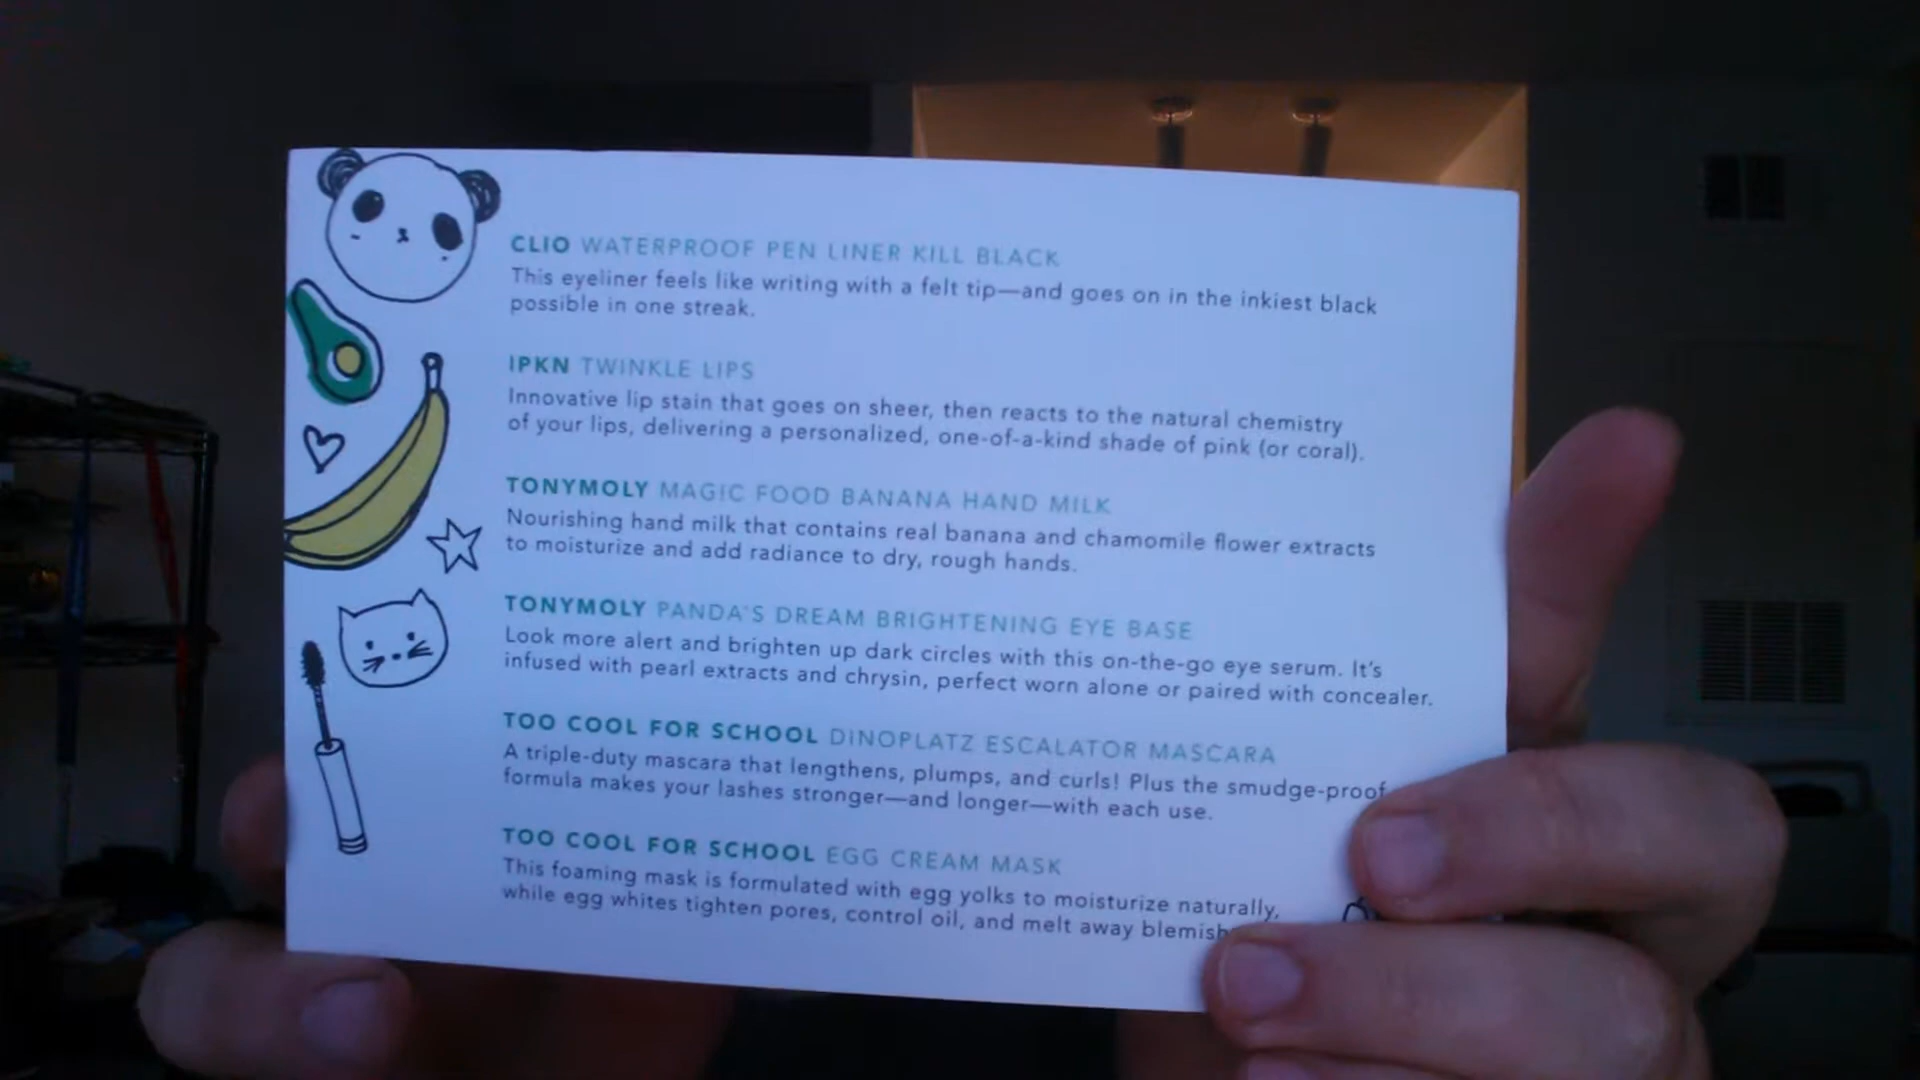 CLIO WATERPROOF PEN LINER KILL BLACK
This eyeliner feels like writing with a felt tip—and goes on in the inkiest black
possible in one streak.
IPKN TWINKLE LIPS
Innovative lip stain that goes on sheer, then reacts to the natural chemistry
of your lips, delivering a personalized, one-of-a-kind shade of pink (or coral).
TONYMOLY MAGIC FOOD BANANA HAND MILK
Nourishing hand milk that contains real banana and chamomile flower extracts
to moisturize and add radiance to dry, rough hands.
TONYMOLY PANDA'S DREAM BRIGHTENING EYE BASE
Look more alert and brighten up dark circles with this on-the-go eye serum. It's
infused with pearl extracts and chrysin, perfect worn alone or paired with concealer.
TOO COOL FOR SCHOOL DINOPLATZ ESCALATOR MASCARA
A triple-duty mascara that lengthens, plumps, and curls! Plus the smudge-proof
formula makes your lashes stronger—and longer—with each use.
TOO COOL FOR SCHOOL EGG CREAM MASK
This foaming mask is formulated with egg yolks to moisturize naturally,
while egg whites tighten pores, control oil, and melt away